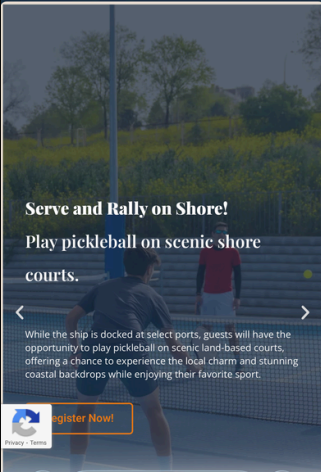 Serve and Rally on Shore!
Play pickleball on scenic shore
courts.
While the ship is docked at select ports, guests will have the
opportunity to play pickleball on scenic land-based courts,
offering a chance to experience the local charm and stunning
coastal backdrops while enjoying their favorite sport.
egister Now!
Privacy - Terms